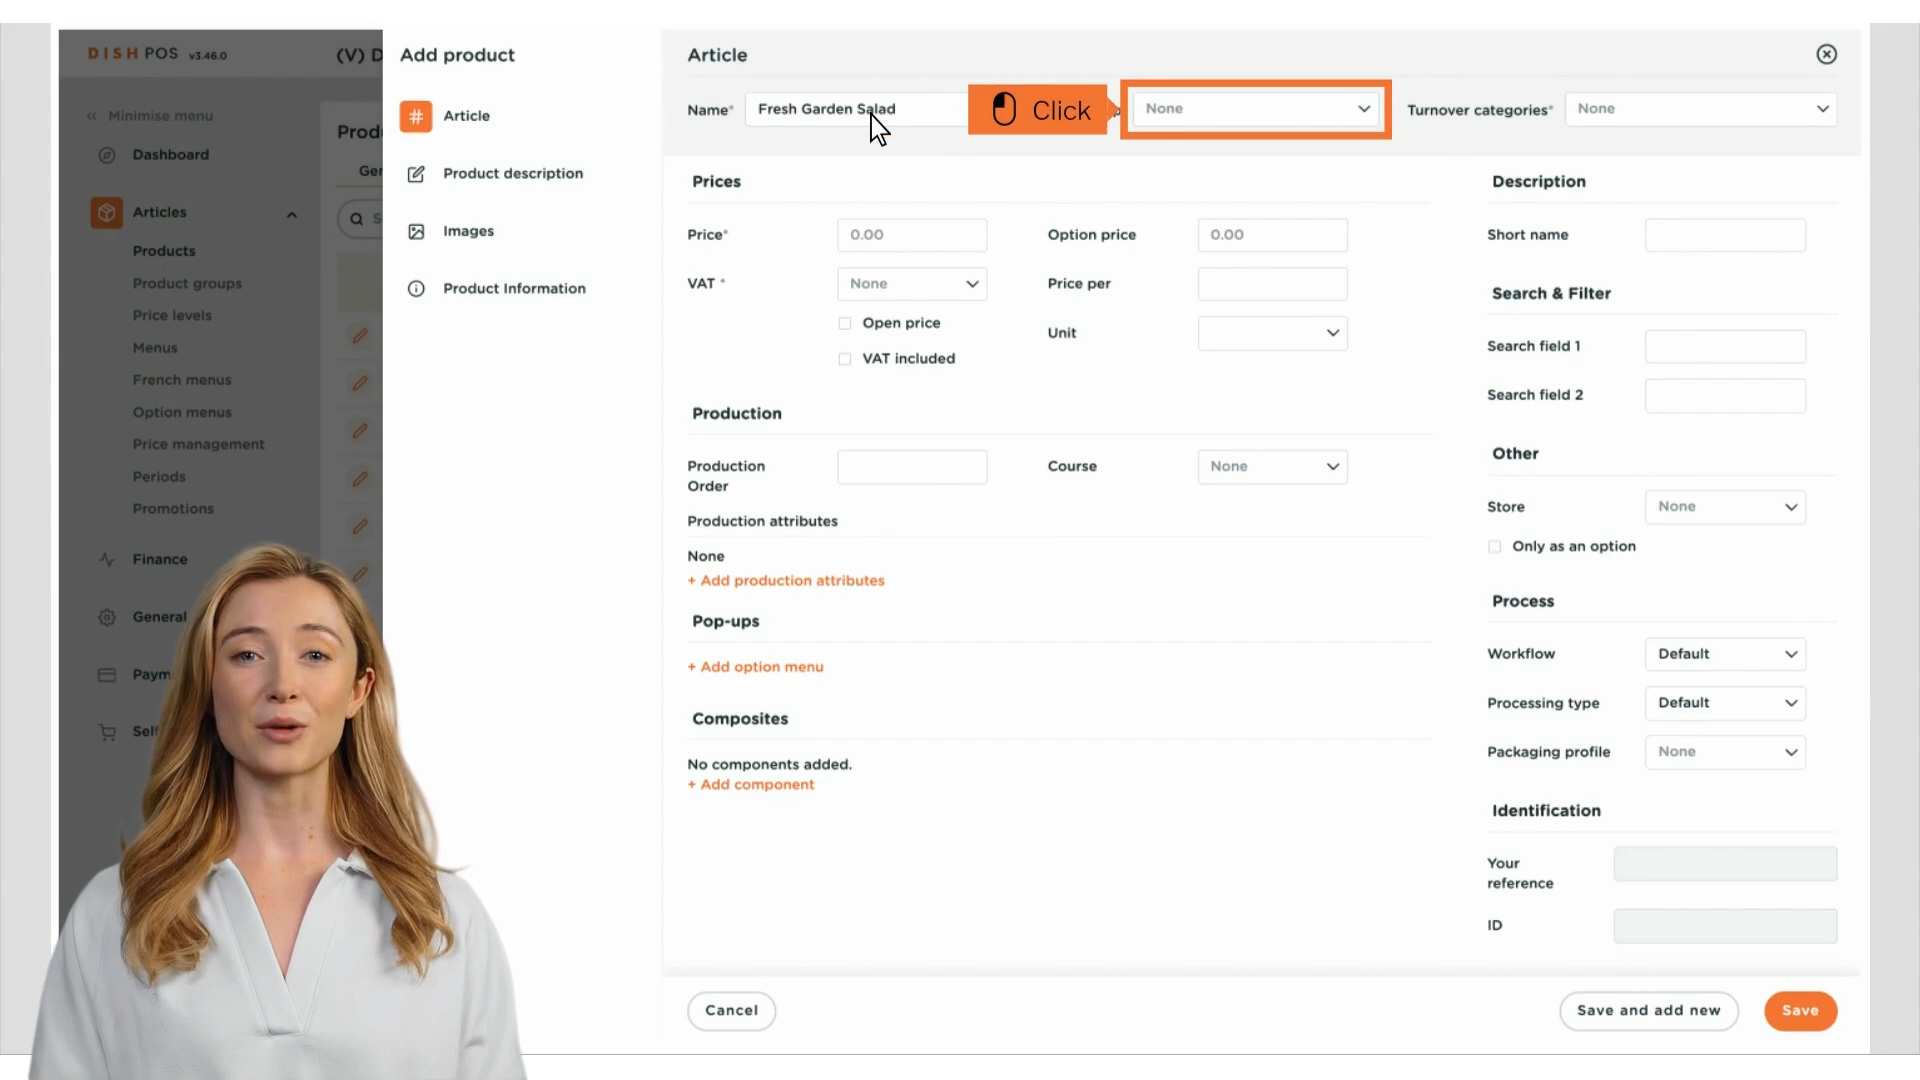 DISH POS v3.46.0
(V) D
Minimise menu
Dashboard
Articles
Products
Product groups
Price levels
Menus
French menus
Option menus
Price management
Periods
Promotions
Finance
General
Paym
Self
Prod
Ger
S
Add product
Article
Product description
Images
Product Information
Article
Name* Fresh Garden Salad
Click
None
Turnover categories* None
Prices
Price* 0.00 Option price 0.00
VAT * None Price per
Open price
Unit
VAT included
Production
Production Order
Course None
Production attributes
None
+ Add production attributes
Pop-ups
+ Add option menu
Composites
No components added.
+ Add component
Description
Short name
Search & Filter
Search field 1
Search field 2
Other
Store None
Only as an option
Process
Workflow Default
Processing type Default
Packaging profile None
Identification
Your
reference
ID
Cancel
Save and add new
Save